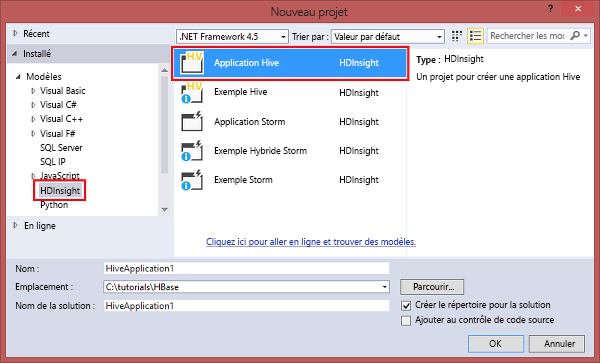 Nouveau projet
Récent
.NET Framework 4.5
Trier par :
Valeur par défaut
Rechercher les mo
Installé
Modèles
Visual Basic
Visual C#
Visual C++
Visual F#
SQL Server
SQL IP
JavaScript
HDInsight
Python
En ligne
Application Hive HDInsight
Exemple Hive HDInsight
Application Storm HDInsight
Exemple Hybride Storm HDInsight
Exemple Storm HDInsight
Cliquez ici pour aller en ligne et trouver des modèles.
Type : HDInsight
Un projet pour créer une application Hive
Nom : HiveApplication1
Emplacement : C:\tutorials\HBase Parcourir...
Nom de la solution : HiveApplication1
Créer le répertoire pour la solution
Ajouter au contrôle de code source
OK Annuler